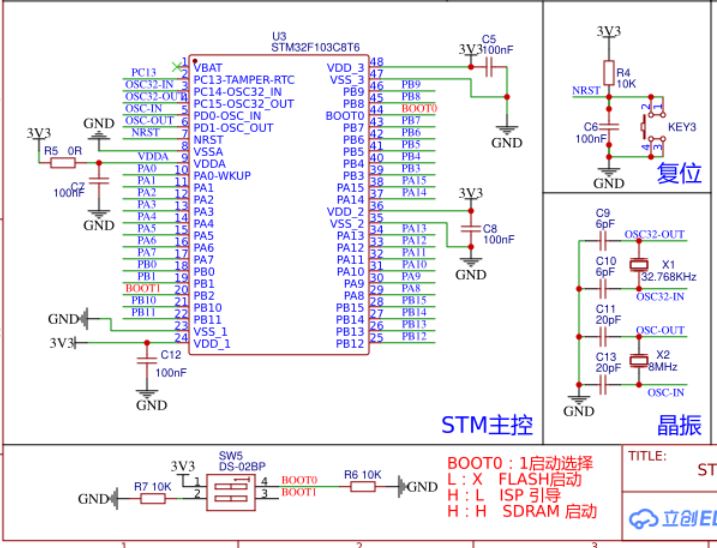 U3
STM32F103C8T6
1 VBAT
PC13 2 PC13-TAMPER-RTC
OSC32-IN 3 PC14-OSC32_IN
OSC32-OUT 4 PC15-OSC32_OUT
OSC-IN 5 PD0-OSC_IN
OSC-OUT 6 PD1-OSC_OUT
NRST 7 NRST
8 VSSA
VDDA 9 VDDA
PA0 10 PA0-WKUP
PA1 11 PA1
PA2 12 PA2
PA3 13 PA3
PA4 14 PA4
PA5 15 PA5
PA6 16 PA6
PA7 17 PA7
PB0 18 PB0
PB1 19 PB1
BOOT1 20 PB2
PB10 21 PB10
PB11 22 PB11
23 VSS_1
24 VDD_1
VDD_3 48
VSS_3 47
PB9 46 PB9
PB8 45 PB8
BOOT0 44 BOOT0
PB7 43 PB7
PB6 42 PB6
PB5 41 PB5
PB4 40 PB4
PB3 39 PB3
PA15 38 PA15
PA14 37 PA14
VDD_2 36
VSS_2 35
PA13 34 PA13
PA12 33 PA12
PA11 32 PA11
PA10 31 PA10
PA9 30 PA9
PA8 29 PA8
PB15 28 PB15
PB14 27 PB14
PB13 26 PB13
PB12 25 PB12
GND
3V3
R5 0R
C7
100nF
GND
GND
3V3
C12
100nF
GND
C5
3V3
100nF
GND
3V3
C8
100nF
GND
STM主控
3V3
R4
10K
NRST
C6
100nF
2 1
KEY3
4 3
GND
复位
C9
6pF
OSC32-OUT
C10
6pF
X1
32.768KHz
OSC32-IN
C11
20pF
OSC-OUT
C13
20pF
X2
8MHz
OSC-IN
GND
晶振
SW5
DS-02BP
3V3
1 4 BOOT0
2 3 BOOT1
R7 10K
GND
R6 10K
GND
BOOT0：1启动选择
L：X FLASH启动
H：L ISP 引导
H：H SDRAM 启动
TITLE:
ST
立创ED
1 2 3